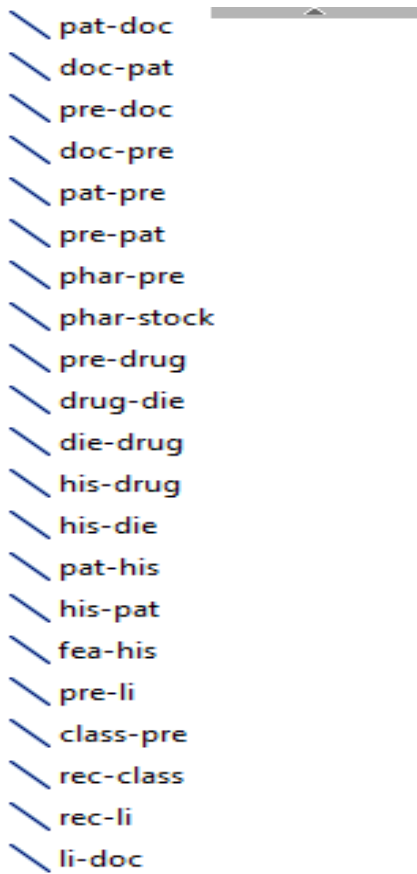 pat-doc
doc-pat
pre-doc
doc-pre
pat-pre
pre-pat
phar-pre
phar-stock
pre-drug
drug-die
die-drug
his-drug
his-die
pat-his
his-pat
fea-his
pre-li
class-pre
rec-class
rec-li
li-doc